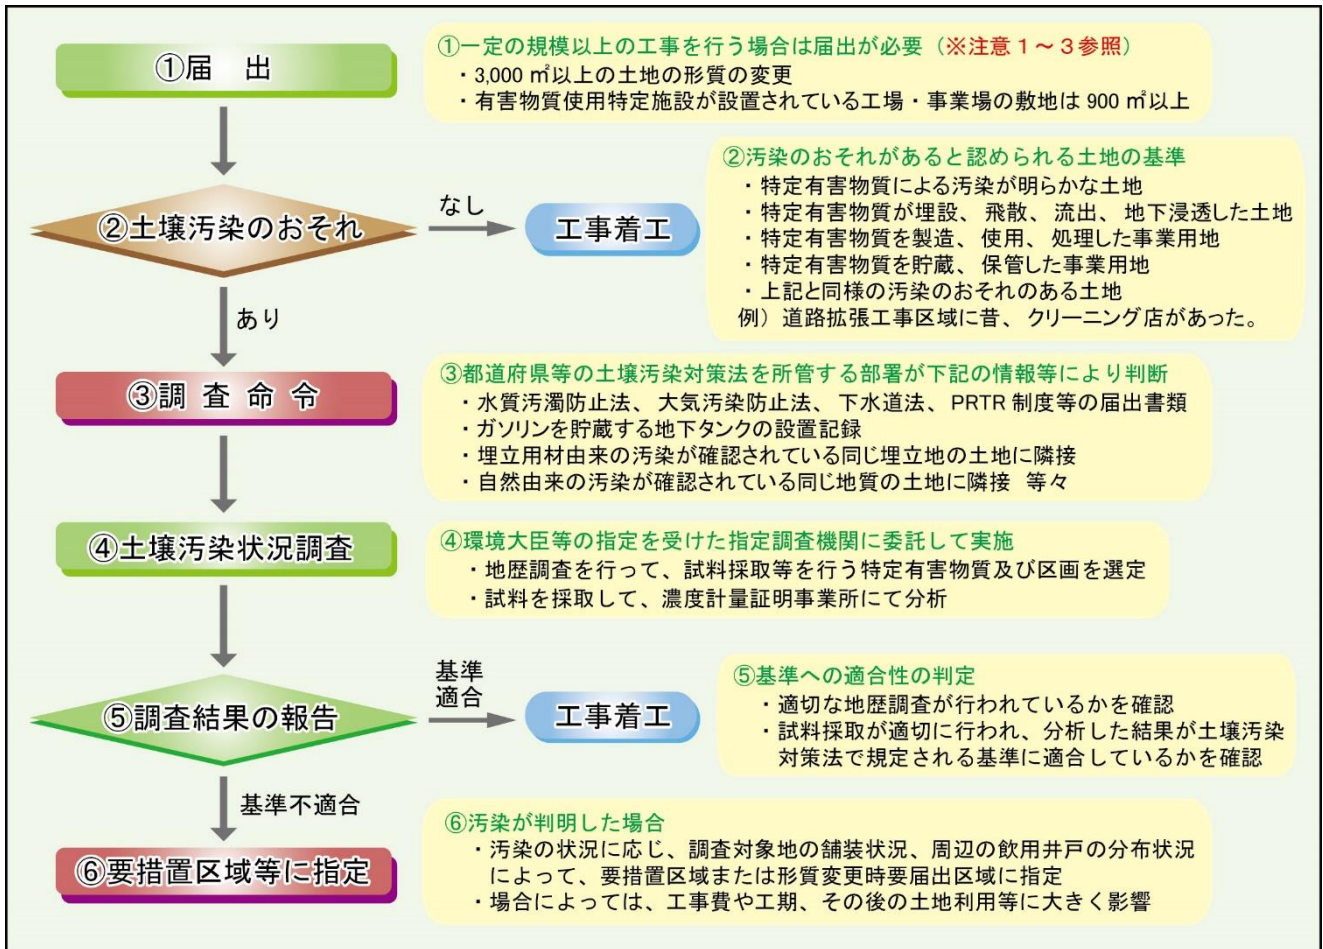 ①届　出
①一定の規模以上の工事を行う場合は届出が必要（※注意１～３参照）
・3,000 ㎡以上の土地の形質の変更
・有害物質使用特定施設が設置されている工場・事業場の敷地は 900 ㎡以上
②土壌汚染のおそれ
なし
工事着工
あり
②汚染のおそれがあると認められる土地の基準
・特定有害物質による汚染が明らかな土地
・特定有害物質が埋設、飛散、流出、地下浸透した土地
・特定有害物質を製造、使用、処理した事業用地
・特定有害物質を貯蔵、保管した事業用地
・上記と同様の汚染のおそれのある土地
例）道路拡張工事区域に昔、クリーニング店があった。
③調 査 命 令
③都道府県等の土壌汚染対策法を所管する部署が下記の情報等により判断
・水質汚濁防止法、大気汚染防止法、下水道法、PRTR 制度等の届出書類
・ガソリンを貯蔵する地下タンクの設置記録
・埋立用材由来の汚染が確認されている同じ埋立地の土地に隣接
・自然由来の汚染が確認されている同じ地質の土地に隣接 等々
④土壌汚染状況調査
④環境大臣等の指定を受けた指定調査機関に委託して実施
・地歴調査を行って、試料採取等を行う特定有害物質及び区画を選定
・試料を採取して、濃度計量証明事業所にて分析
⑤調査結果の報告
基準
適合
工事着工
基準不適合
⑤基準への適合性の判定
・適切な地歴調査が行われているかを確認
・試料採取が適切に行われ、分析した結果が土壌汚染
対策法で規定される基準に適合しているかを確認
⑥要措置区域等に指定
⑥汚染が判明した場合
・汚染の状況に応じ、調査対象地の舗装状況、周辺の飲用井戸の分布状況
によって、要措置区域または形質変更時要届出区域に指定
・場合によっては、工事費や工期、その後の土地利用等に大きく影響